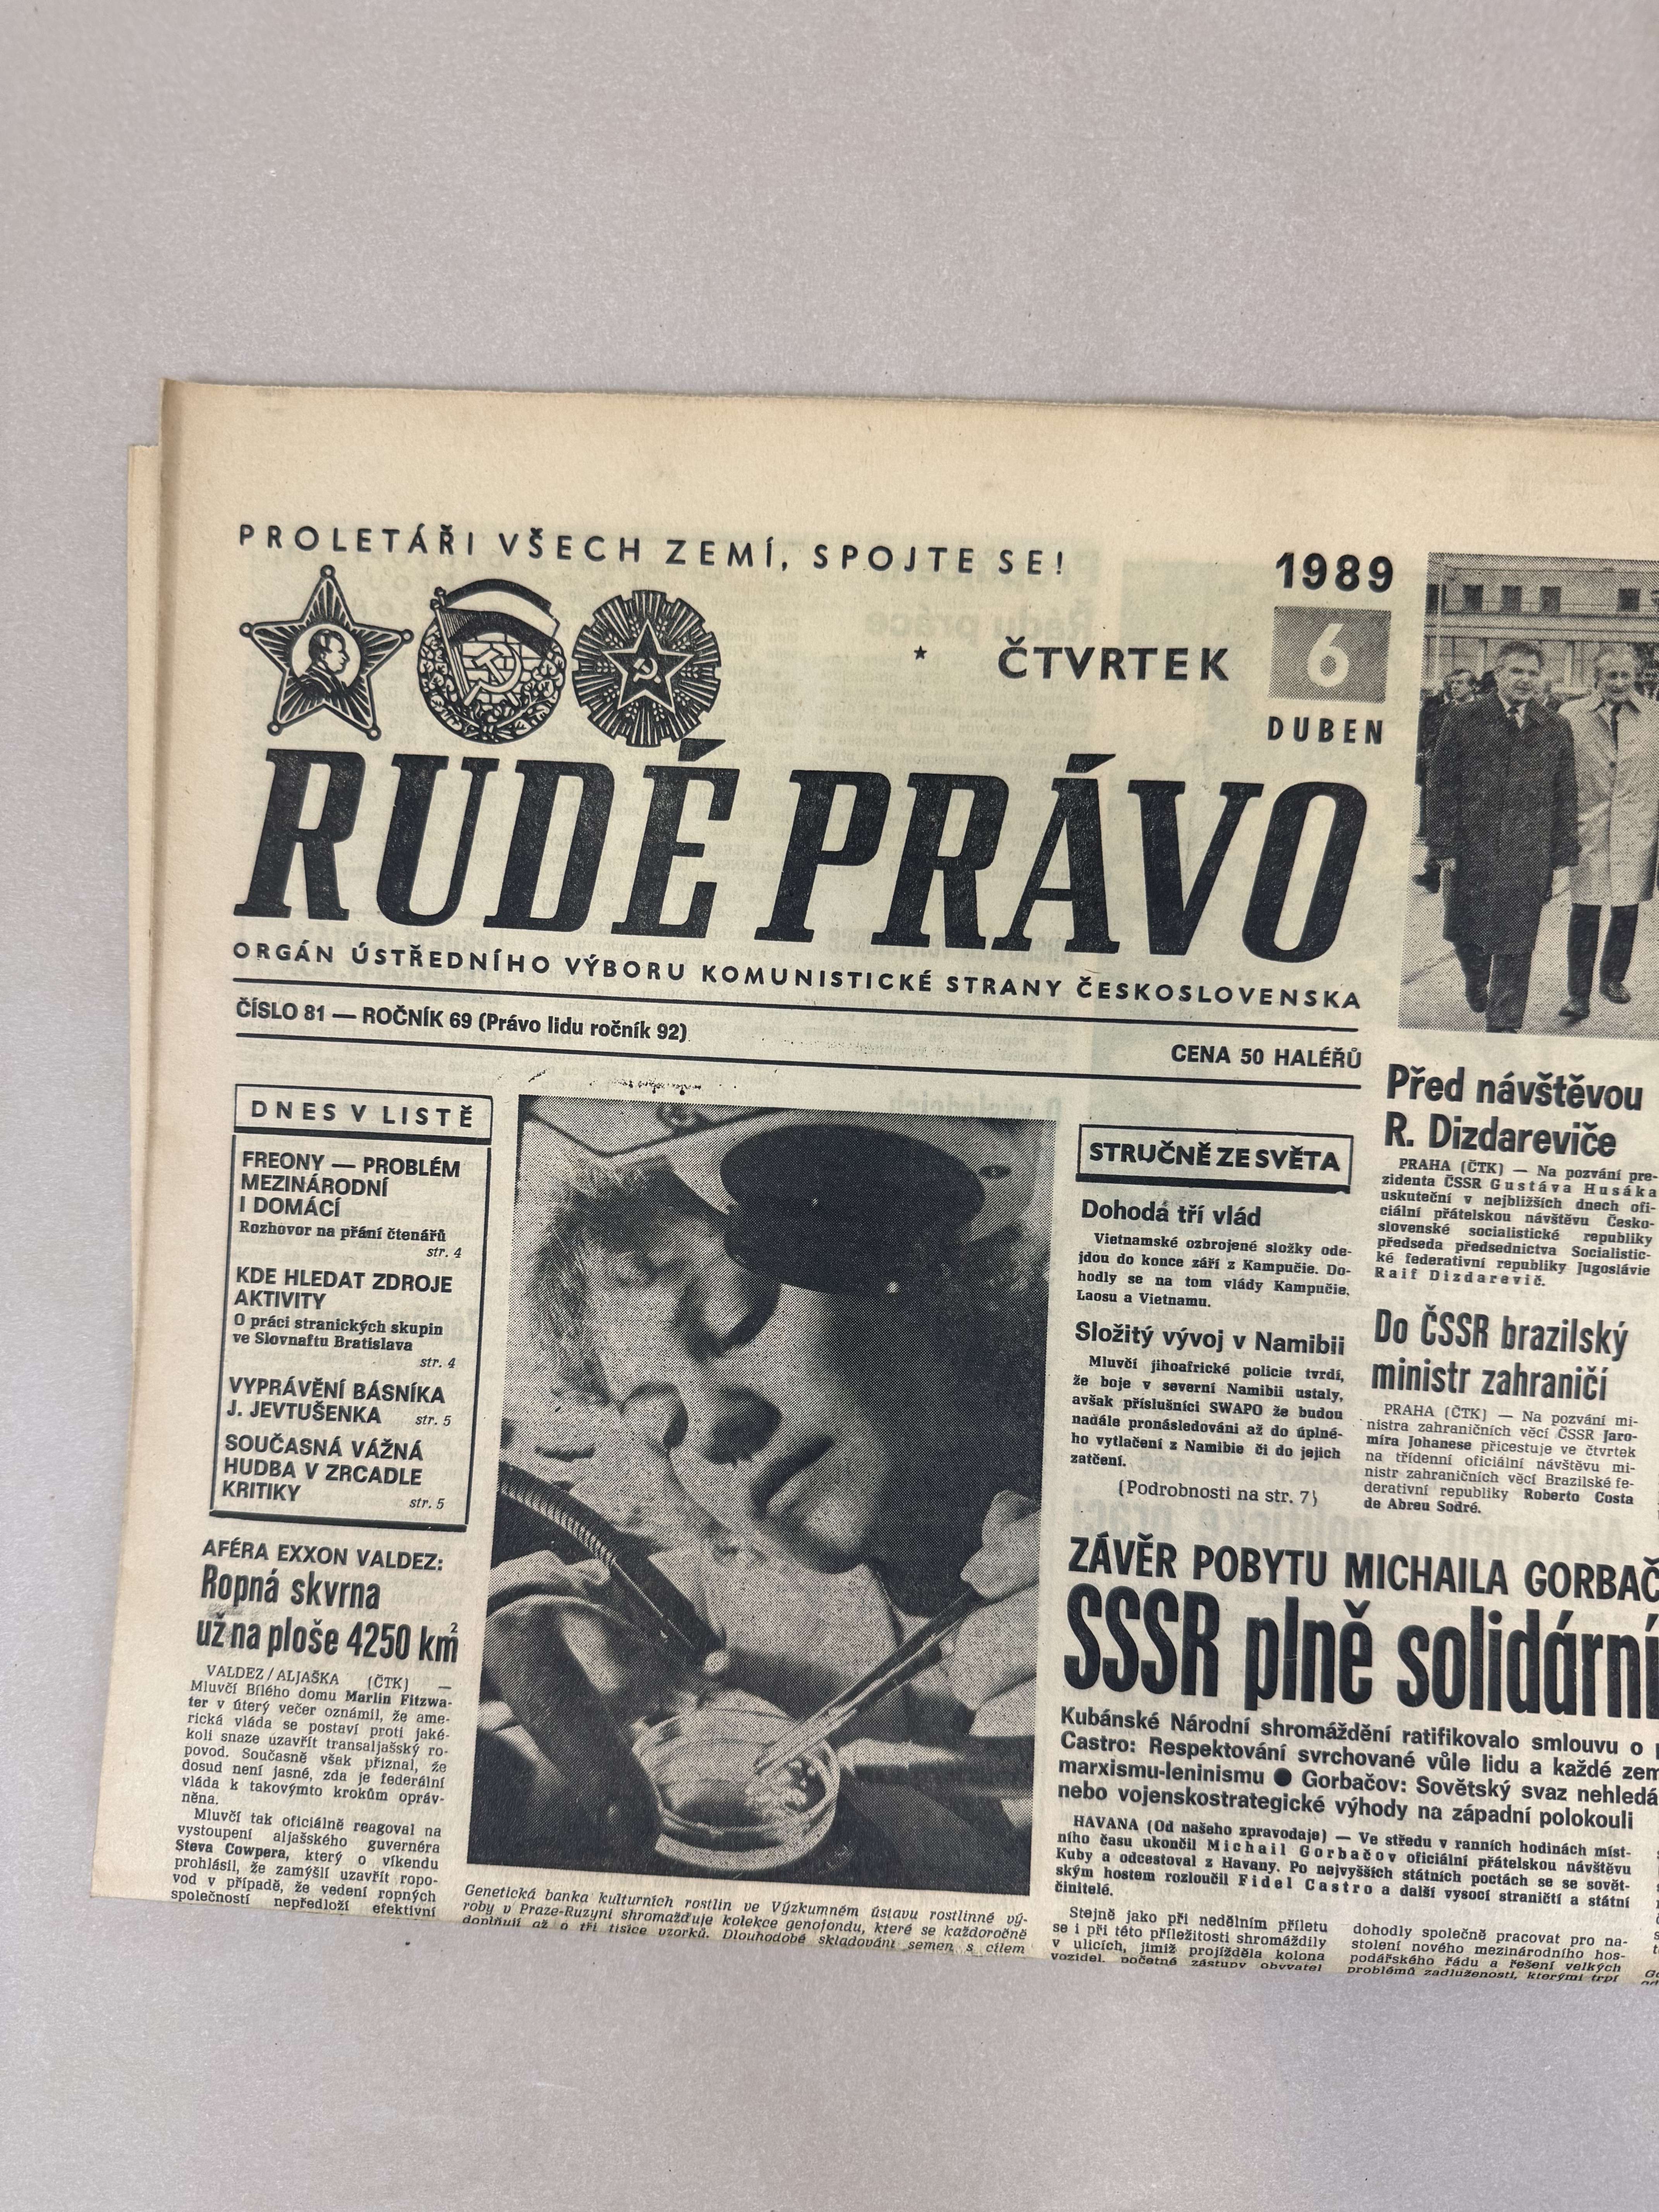 PROLETÁŘI VŠECH ZEMÍ, SPOJTE SE!
1989
ČTVRTEK
6
DUBEN
RUDÉ PRÁVO
ORGÁN ÚSTŘEDNÍHO VÝBORU KOMUNISTICKÉ STRANY ČESKOSLOVENSKA
ČÍSLO 81 — ROČNÍK 69 (Právo lidu ročník 92)
CENA 50 HALÉŘŮ
DNES V LISTĚ
FREONY — PROBLÉM
MEZINÁRODNÍ
I DOMÁCÍ
Rozhovor na přání čtenářů
str. 4
KDE HLEDAT ZDROJE
AKTIVITY
O práci stranických skupin
ve Slovnaftu Bratislava
str. 4
VYPRÁVĚNÍ BÁSNÍKA
J. JEVTUŠENKA str. 5
SOUČASNÁ VÁŽNÁ
HUDBA V ZRCADLE
KRITIKY
str. 5
AFÉRA EXXON VALDEZ:
Ropná skvrna
už na ploše 4250 km²
VALDEZ/ALJAŠKA (ČTK) —
Mluvčí Bílého domu Marlin Fitzwa-
ter v úterý večer oznámil, že ame-
rická vláda se postaví proti jaké-
koli snaze uzavřít transaljašský ro-
povod. Současně však přiznal, že
dosud není jasné, zda je federální
vláda k takovýmto krokům opráv-
něna.
Mluvčí tak oficiálně reagoval na
vystoupení aljašského guvernéra
Steva Cowpera, který o víkendu
prohlásil, že zamýšlí uzavřít ropo-
vod v případě, že vedení ropných
společností nepředloží efektivní
Genetická banka kulturních rostlin ve Výzkumném ústavu rostlinné vý-
roby v Praze-Ruzyni shromažďuje kolekce genofondu, které se každoročně
doplňují až o tři tisíce vzorků. Dlouhodobé skladování semen s cílem
STRUČNĚ ZE SVĚTA
Dohoda tří vlád
Vietnamské ozbrojené složky ode-
jdou do konce září z Kampučie. Do-
hodly se na tom vlády Kampučie,
Laosu a Vietnamu.
Složitý vývoj v Namibii
Mluvčí jihoafrické policie tvrdí,
že boje v severní Namibii ustaly,
avšak příslušníci SWAPO že budou
nadále pronásledováni až do úplné-
ho vytlačení z Namibie či do jejich
zatčení.
(Podrobnosti na str. 7)
Před návštěvou
R. Dizdareviče
PRAHA (ČTK) — Na pozvání pre-
zidenta ČSSR Gustáva Husáka
uskuteční v nejbližších dnech ofi-
ciální přátelskou návštěvu Česko-
slovenské socialistické republiky
předseda předsednictva Socialistic-
ké federativní republiky Jugoslávie
Raif Dizdarevič.
Do ČSSR brazilský
ministr zahraničí
PRAHA (ČTK) — Na pozvání mi-
nistra zahraničních věcí ČSSR Jaro-
míra Johanese přicestuje ve čtvrtek
na třídenní oficiální návštěvu mi-
nistr zahraničních věcí Brazilské fe-
derativní republiky Roberto Costa
de Abreu Sodré.
ZÁVĚR POBYTU MICHAILA GORBAČ
SSSR plně solidární
Kubánské Národní shromáždění ratifikovalo smlouvu o
Castro: Respektování svrchované vůle lidu a každé zem
marxismu-leninismu ● Gorbačov: Sovětský svaz nehledá
nebo vojenskostrategické výhody na západní polokouli
HAVANA (Od našeho zpravodaje) — Ve středu v ranních hodinách míst-
ního času ukončil Michail Gorbačov oficiální přátelskou návštěvu
Kuby a odcestoval z Havany. Po nejvyšších státních poctách se se sovět-
ským hostem rozloučil Fidel Castro a další vysocí straničtí a státní
činitelé.
Stejně jako při nedělním příletu
se i při této příležitosti shromáždily
v ulicích, jimiž projížděla kolona
vozidel, početné zástupy obyvatel
dohodly společně pracovat pro na-
stolení nového mezinárodního hos-
podářského řádu a řešení velkých
problémů zadluženosti, kterými trpí